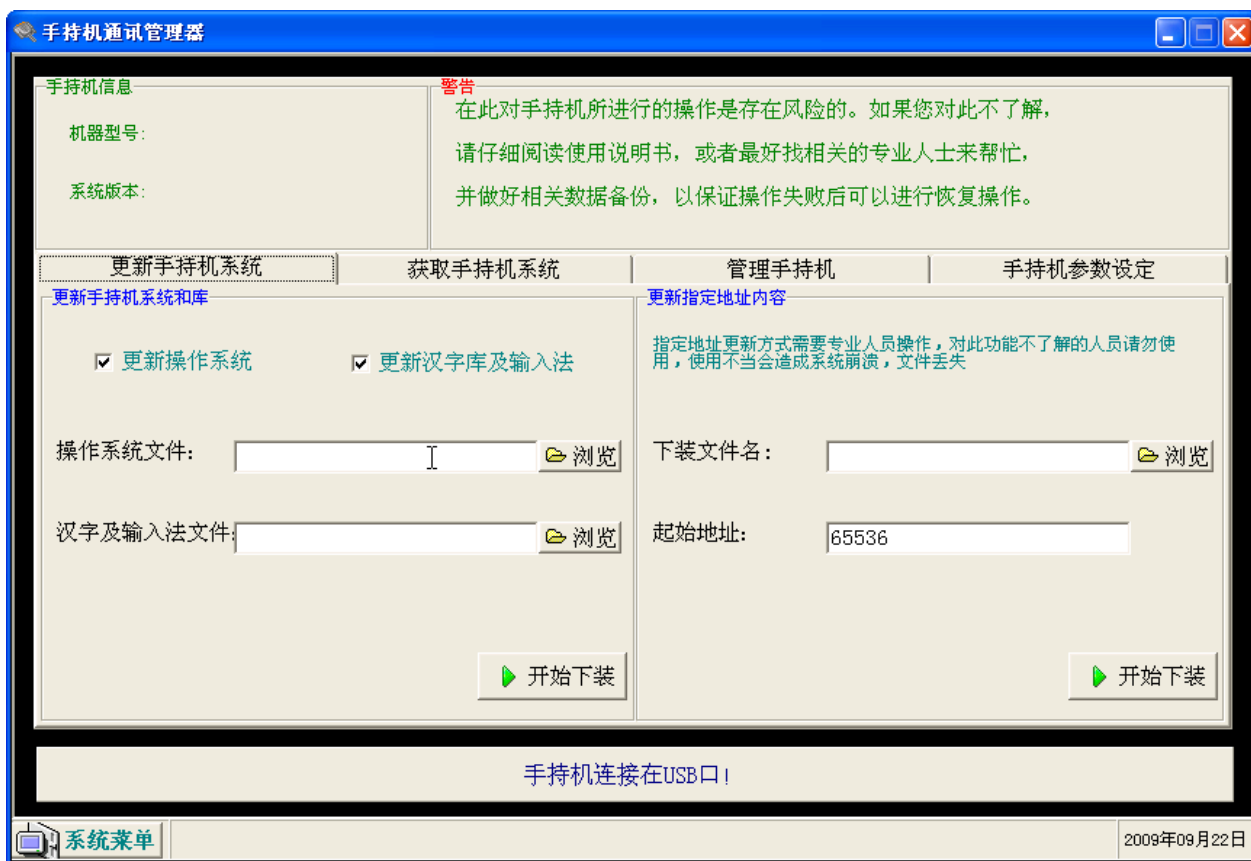 手持机通讯管理器
手持机信息
机器型号:
系统版本:
警告
在此对手持机所进行的操作是存在风险的。如果您对此不了解，
请仔细阅读使用说明书，或者最好找相关的专业人士来帮忙，
并做好相关数据备份，以保证操作失败后可以进行恢复操作。
更新手持机系统
获取手持机系统
管理手持机
手持机参数设定
更新手持机系统和库
更新操作系统
更新汉字库及输入法
操作系统文件:
浏览
汉字及输入法文件:
浏览
开始下装
更新指定地址内容
指定地址更新方式需要专业人员操作，对此功能不了解的人员请勿使
用，使用不当会造成系统崩溃，文件丢失
下装文件名:
浏览
起始地址:
65536
开始下装
手持机连接在USB口!
系统菜单
2009年09月22日